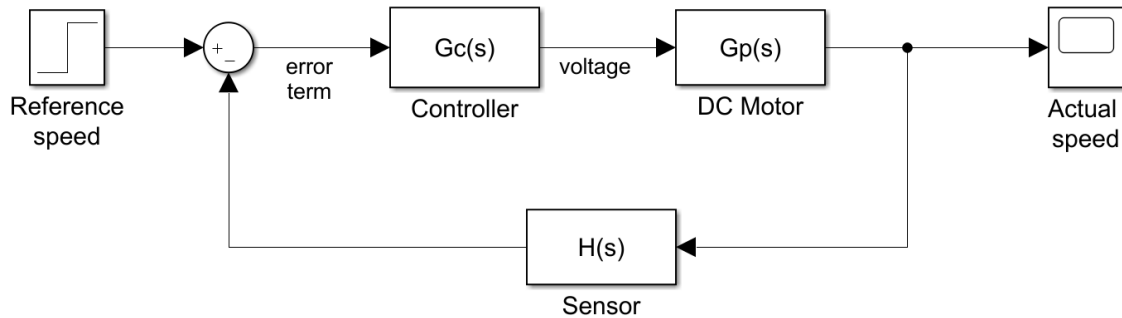 +
−
error
term
Gc(s)
Controller
voltage
Gp(s)
DC Motor
Reference
speed
Actual
speed
H(s)
Sensor